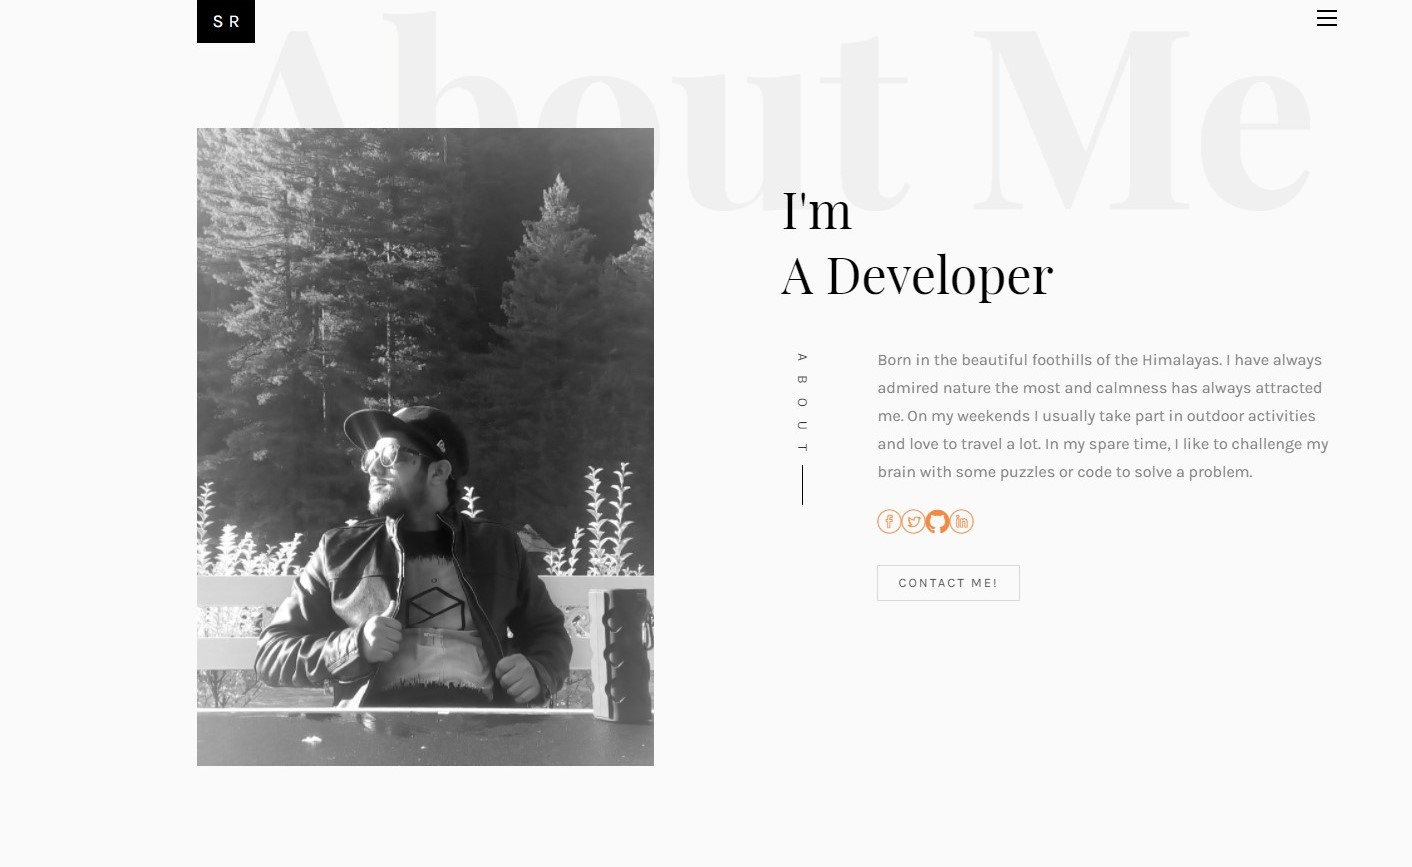 S R
About Me
I'm
A Developer
ABOUT
Born in the beautiful foothills of the Himalayas. I have always
admired nature the most and calmness has always attracted
me. On my weekends I usually take part in outdoor activities
and love to travel a lot. In my spare time, I like to challenge my
brain with some puzzles or code to solve a problem.
CONTACT ME!